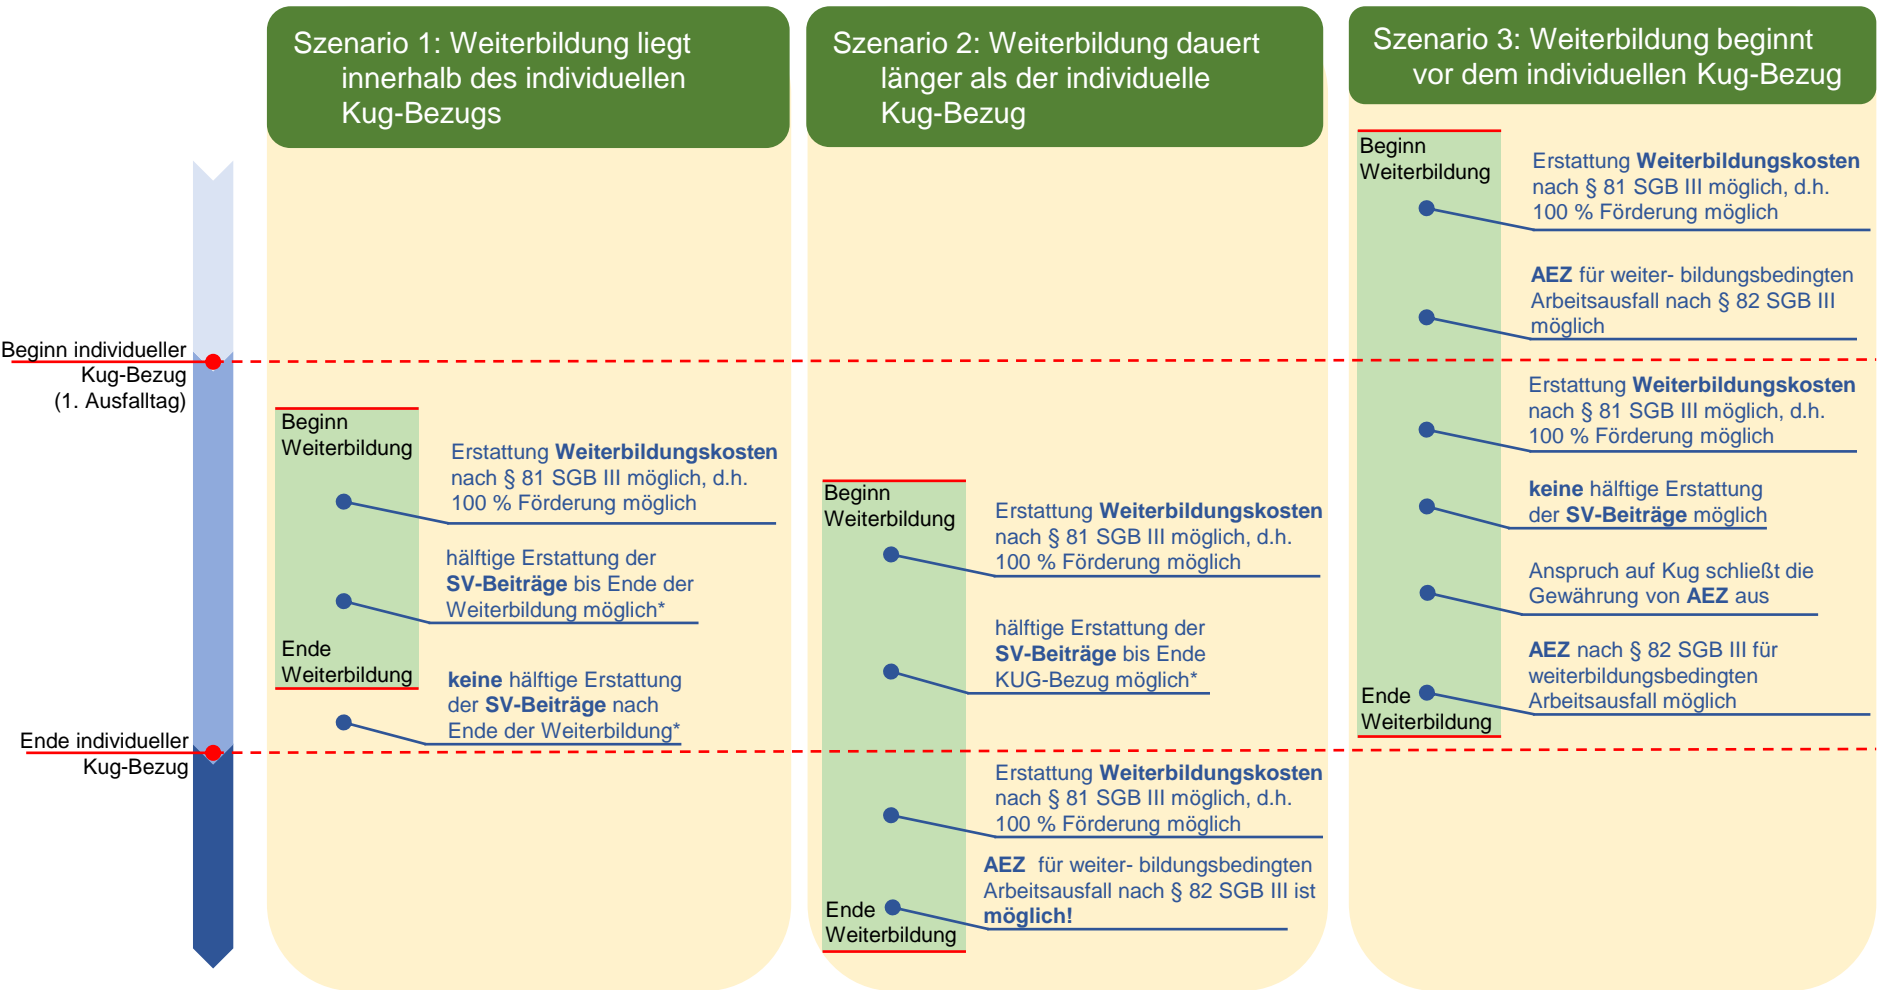 Szenario 1: Weiterbildung liegt
innerhalb des individuellen
Kug-Bezugs
Szenario 2: Weiterbildung dauert
länger als der individuelle
Kug-Bezug
Szenario 3: Weiterbildung beginnt
vor dem individuellen Kug-Bezug
Beginn individueller
Kug-Bezug
(1. Ausfalltag)
Ende individueller
Kug-Bezug
Beginn
Weiterbildung
Erstattung Weiterbildungskosten
nach § 81 SGB III möglich, d.h.
100 % Förderung möglich
hälftige Erstattung der
SV-Beiträge bis Ende der
Weiterbildung möglich*
Ende
Weiterbildung
keine hälftige Erstattung
der SV-Beiträge nach
Ende der Weiterbildung*
Beginn
Weiterbildung
Erstattung Weiterbildungskosten
nach § 81 SGB III möglich, d.h.
100 % Förderung möglich
hälftige Erstattung der
SV-Beiträge bis Ende
KUG-Bezug möglich*
Erstattung Weiterbildungskosten
nach § 81 SGB III möglich, d.h.
100 % Förderung möglich
AEZ für weiter- bildungsbedingten
Arbeitsausfall nach § 82 SGB III ist
möglich!
Ende
Weiterbildung
Beginn
Weiterbildung
Erstattung Weiterbildungskosten
nach § 81 SGB III möglich, d.h.
100 % Förderung möglich
AEZ für weiter- bildungsbedingten
Arbeitsausfall nach § 82 SGB III
möglich
Erstattung Weiterbildungskosten
nach § 81 SGB III möglich, d.h.
100 % Förderung möglich
keine hälftige Erstattung
der SV-Beiträge möglich
Anspruch auf Kug schließt die
Gewährung von AEZ aus
AEZ nach § 82 SGB III für
weiterbildungsbedingten
Arbeitsausfall möglich
Ende
Weiterbildung